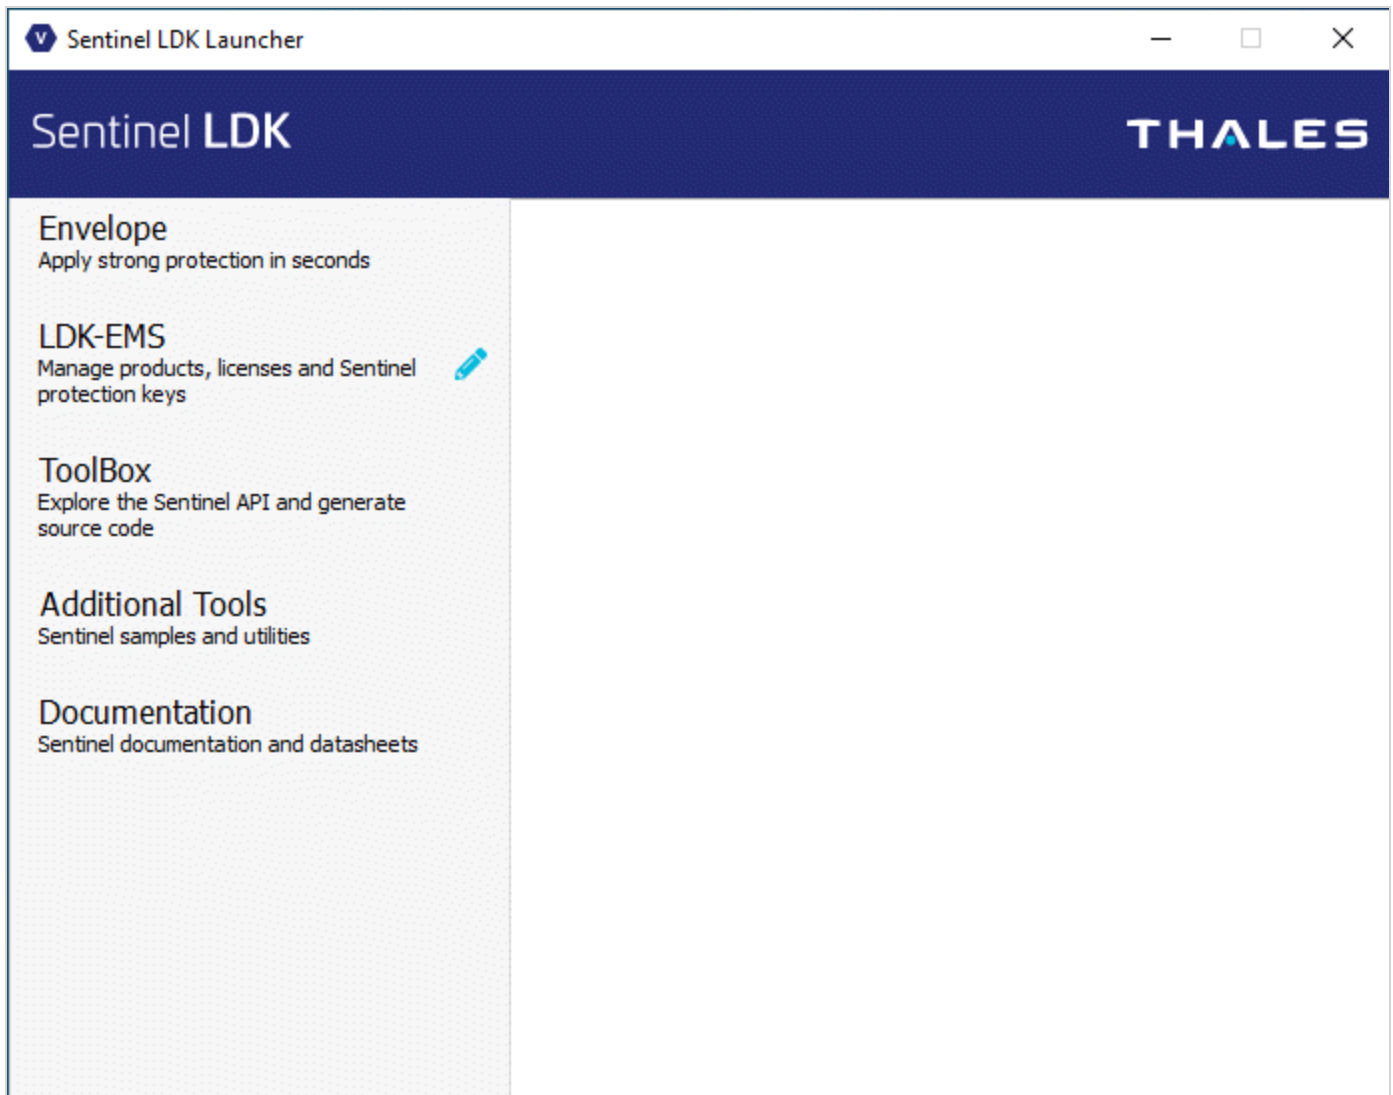 V
Sentinel LDK Launcher
Sentinel LDK
THALES
Envelope
Apply strong protection in seconds
LDK-EMS
Manage products, licenses and Sentinel
protection keys
ToolBox
Explore the Sentinel API and generate
source code
Additional Tools
Sentinel samples and utilities
Documentation
Sentinel documentation and datasheets